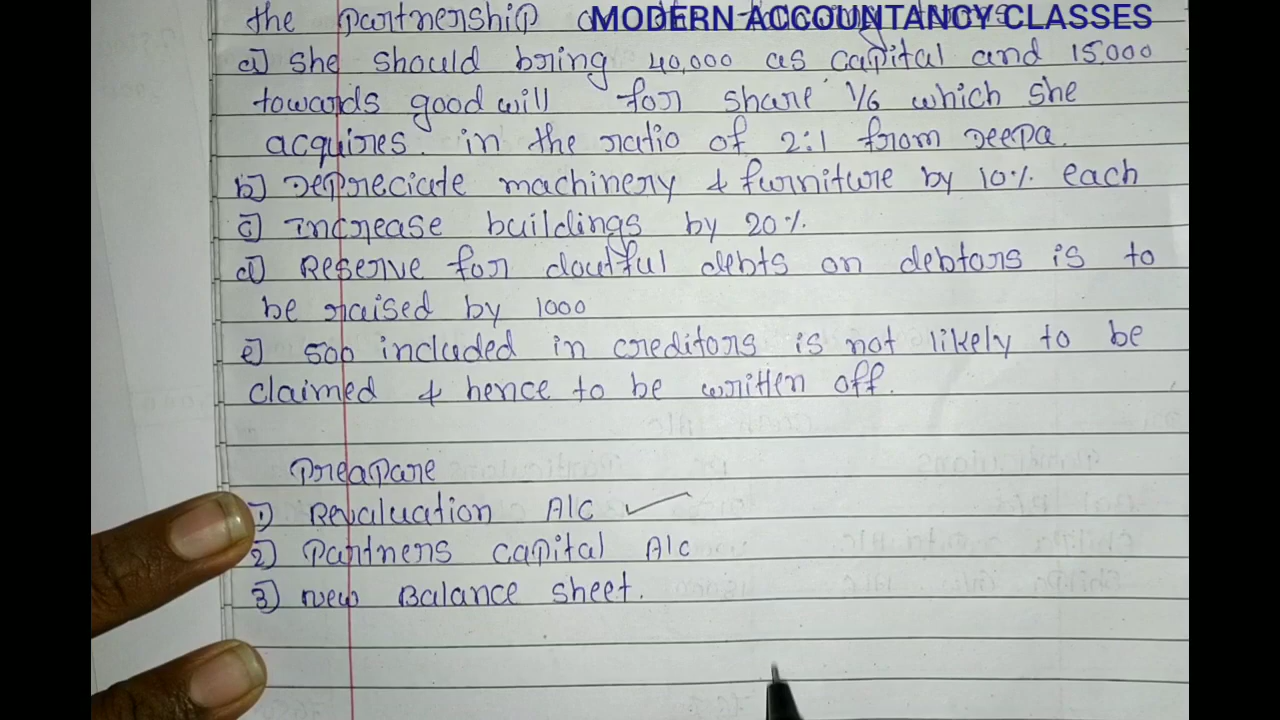 the partnership
MODERN ACCOUNTANCY CLASSES
a) she should bring 40,000 as capital and 15,000
towards goodwill for share 1/6 which she
acquires. in the ratio of 2:1 from Deepa.
b) Depreciate machinery & furniture by 10% each
c) Increase buildings by 20%
d) Reserve for doutful debts on debtors is to
be raised by 1000
e) 500 included in creditors is not likely to be
claimed & hence to be written off.
Preapare
1) Revaluation A/C ✓
2) Partners capital A/C
3) New Balance sheet.